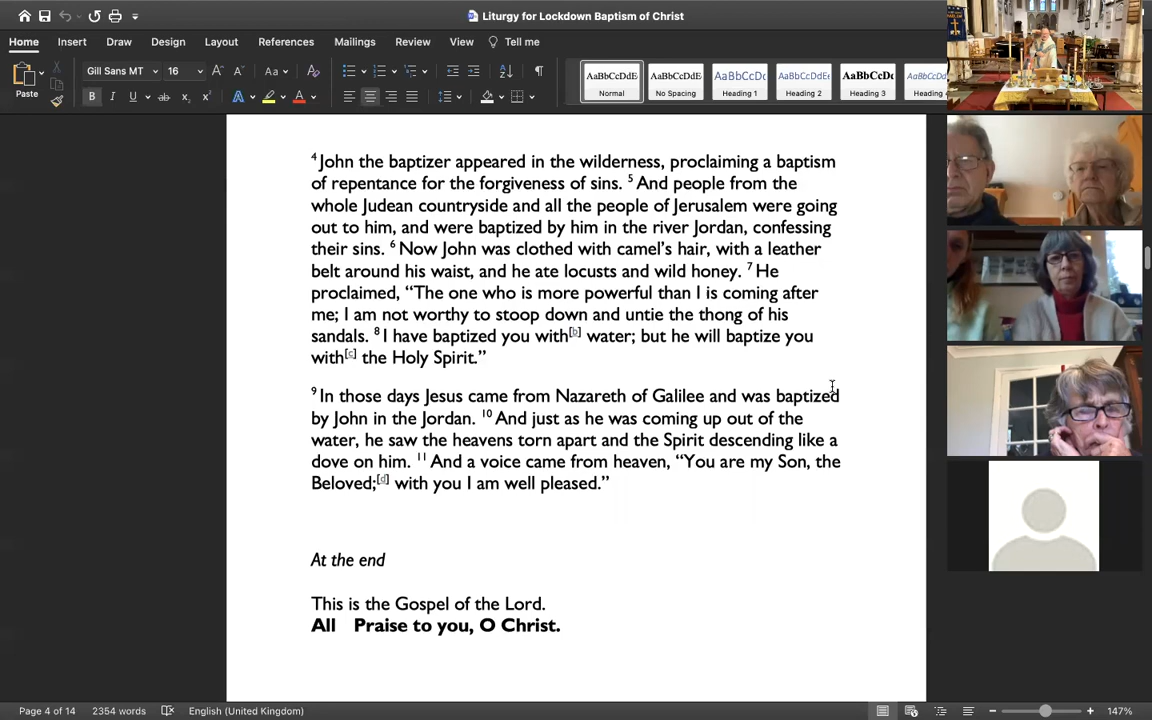 Liturgy for Lockdown Baptism of Christ
Home Insert Draw Design Layout References Mailings Review View Tell me
Paste
Gill Sans MT 16
AaBbCcDdE Normal
AaBbCcDdE No Spacing
AaBbCcDc Heading 1
AaBbCcDdEe Heading 2
AaBbCcDdE Heading 3
AaBbCcDdEe Heading 4
4 John the baptizer appeared in the wilderness, proclaiming a baptism
of repentance for the forgiveness of sins. 5 And people from the
whole Judean countryside and all the people of Jerusalem were going
out to him, and were baptized by him in the river Jordan, confessing
their sins. 6 Now John was clothed with camel's hair, with a leather
belt around his waist, and he ate locusts and wild honey. 7 He
proclaimed, “The one who is more powerful than I is coming after
me; I am not worthy to stoop down and untie the thong of his
sandals. 8 I have baptized you with[b] water; but he will baptize you
with[c] the Holy Spirit.”
9 In those days Jesus came from Nazareth of Galilee and was baptized
by John in the Jordan. 10 And just as he was coming up out of the
water, he saw the heavens torn apart and the Spirit descending like a
dove on him. 11 And a voice came from heaven, “You are my Son, the
Beloved;[d] with you I am well pleased.”
At the end
This is the Gospel of the Lord.
All Praise to you, O Christ.
Page 4 of 14 2354 words English (United Kingdom) 147%